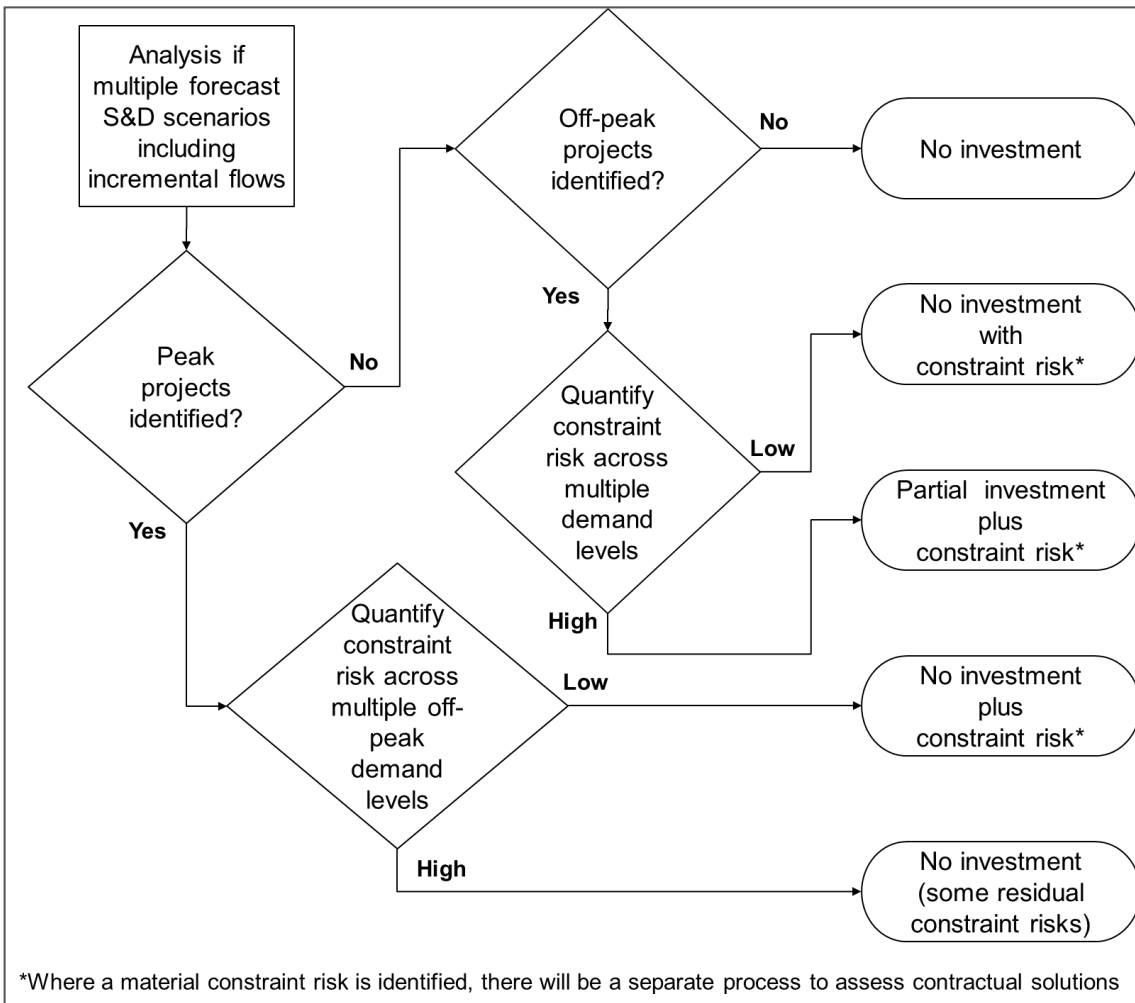 Analysis if
multiple forecast
S&D scenarios
including
incremental flows
Peak
projects
identified?
No
Yes
Off-peak
projects
identified?
No
Yes
No investment
Quantify
constraint
risk across
multiple
demand
levels
Low
High
No investment
with
constraint risk*
Partial investment
plus
constraint risk*
Quantify
constraint
risk across
multiple off-
peak
demand
levels
Low
High
No investment
plus
constraint risk*
No investment
(some residual
constraint risks)
*Where a material constraint risk is identified, there will be a separate process to assess contractual solutions